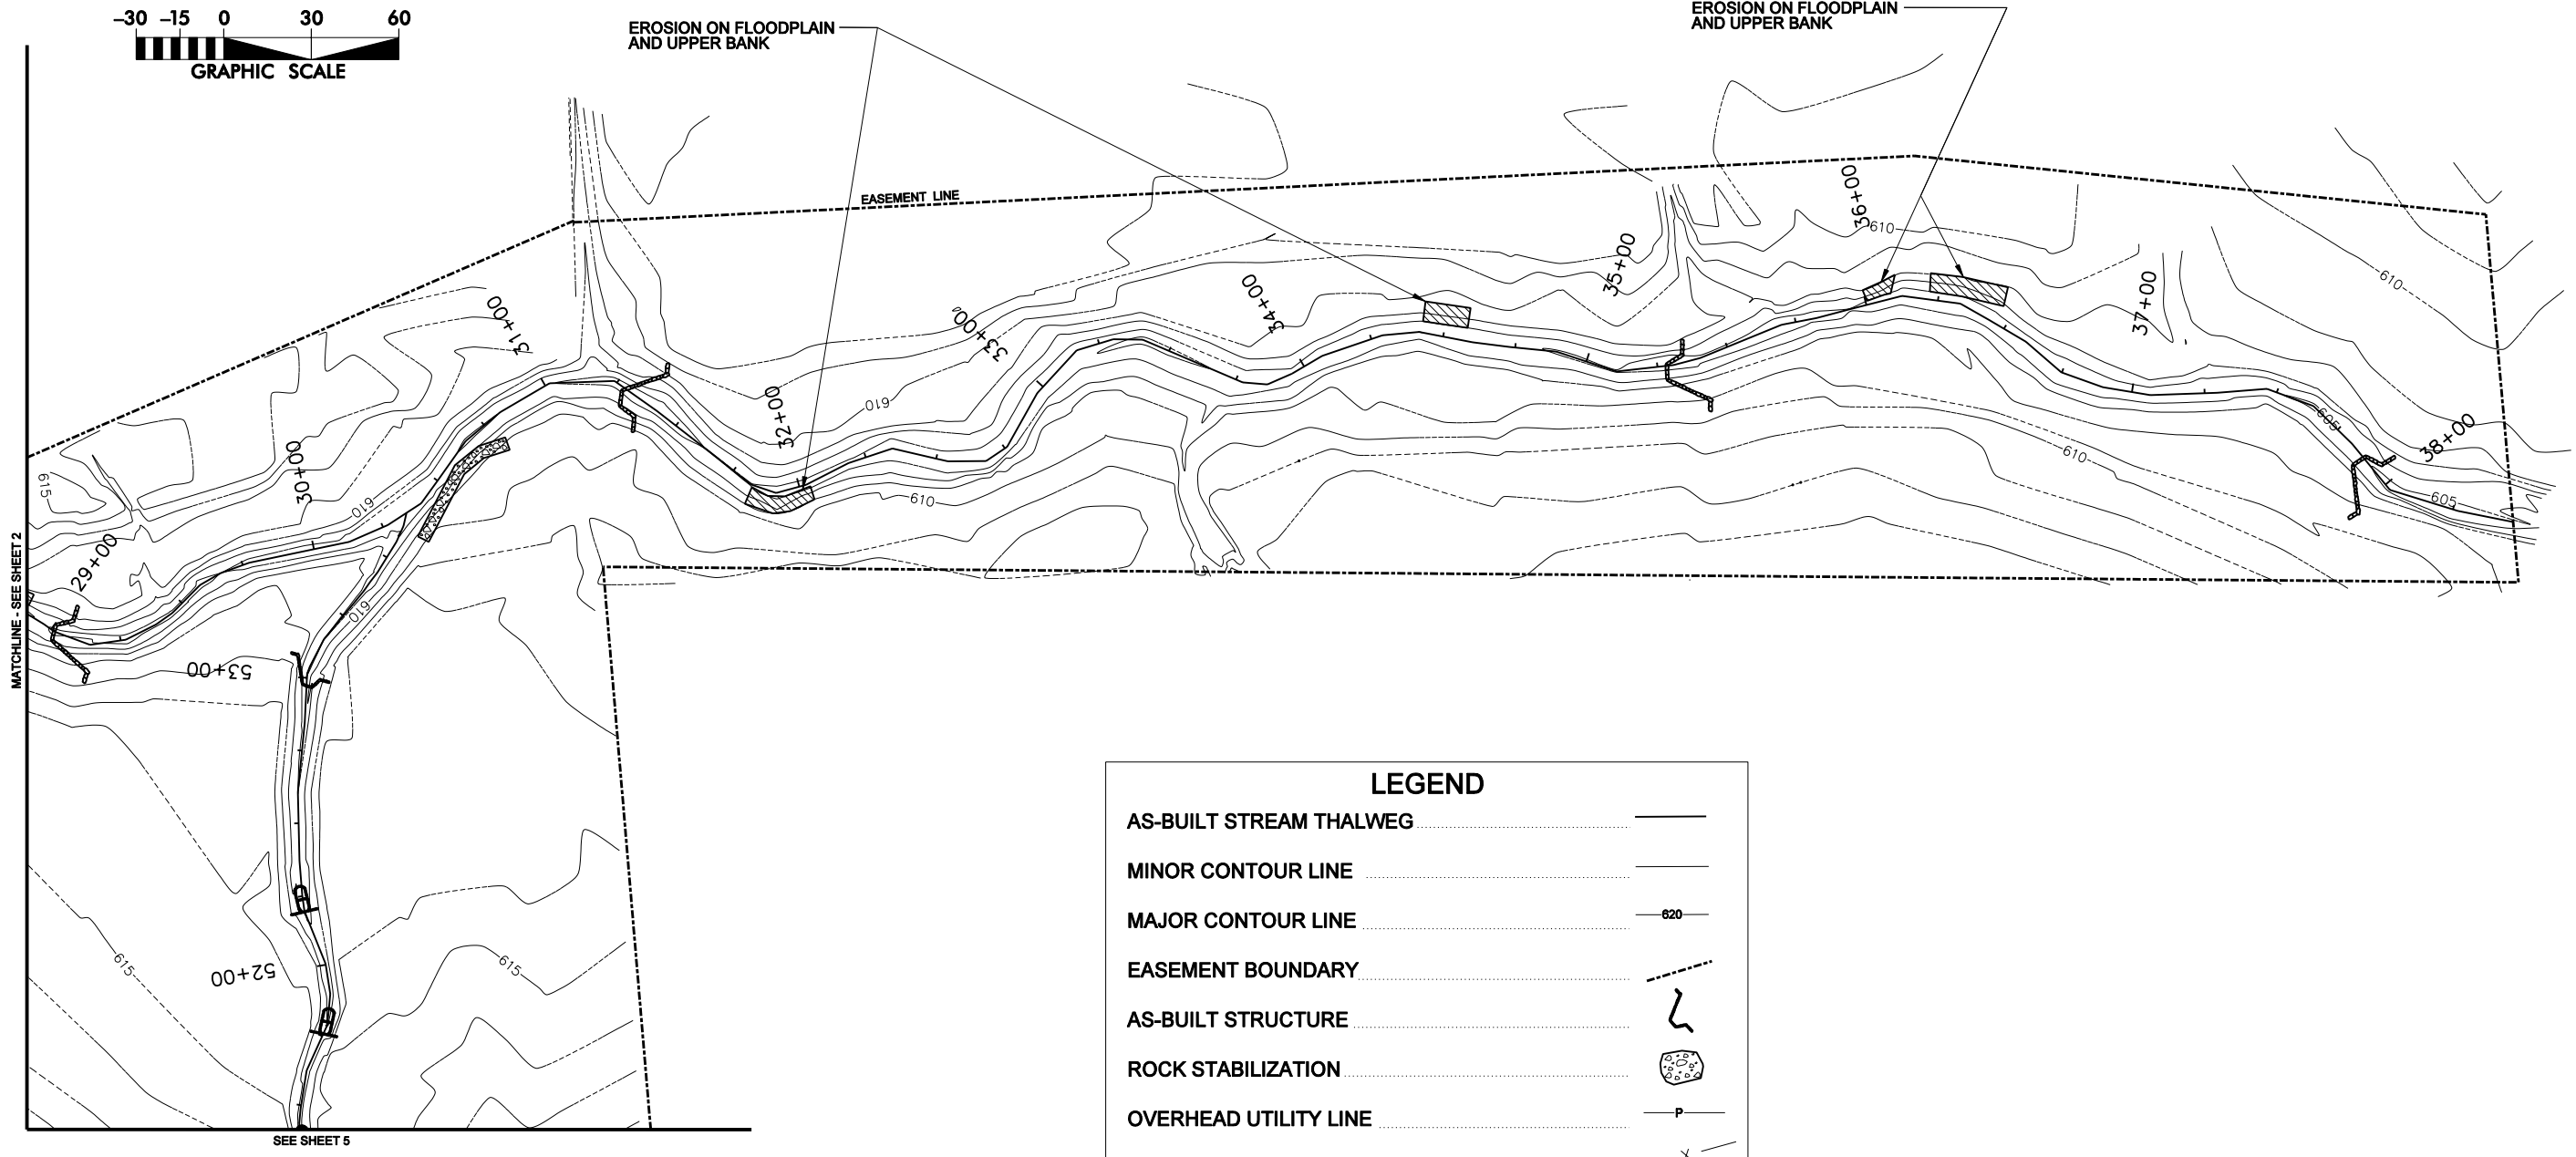 –30 –15 0 30 60
GRAPHIC SCALE
EROSION ON FLOODPLAIN
AND UPPER BANK
EROSION ON FLOODPLAIN
AND UPPER BANK
EASEMENT LINE
36+00
610
35+00
34+00
37+00
610
31+00
33+00
32+00
610
605
38+00
30+00
610
615
610
610
605
29+00
MATCHLINE - SEE SHEET 2
610
53+00
615
52+00
615
SEE SHEET 5
LEGEND
AS-BUILT STREAM THALWEG
MINOR CONTOUR LINE
MAJOR CONTOUR LINE 620
EASEMENT BOUNDARY
AS-BUILT STRUCTURE
ROCK STABILIZATION
OVERHEAD UTILITY LINE P